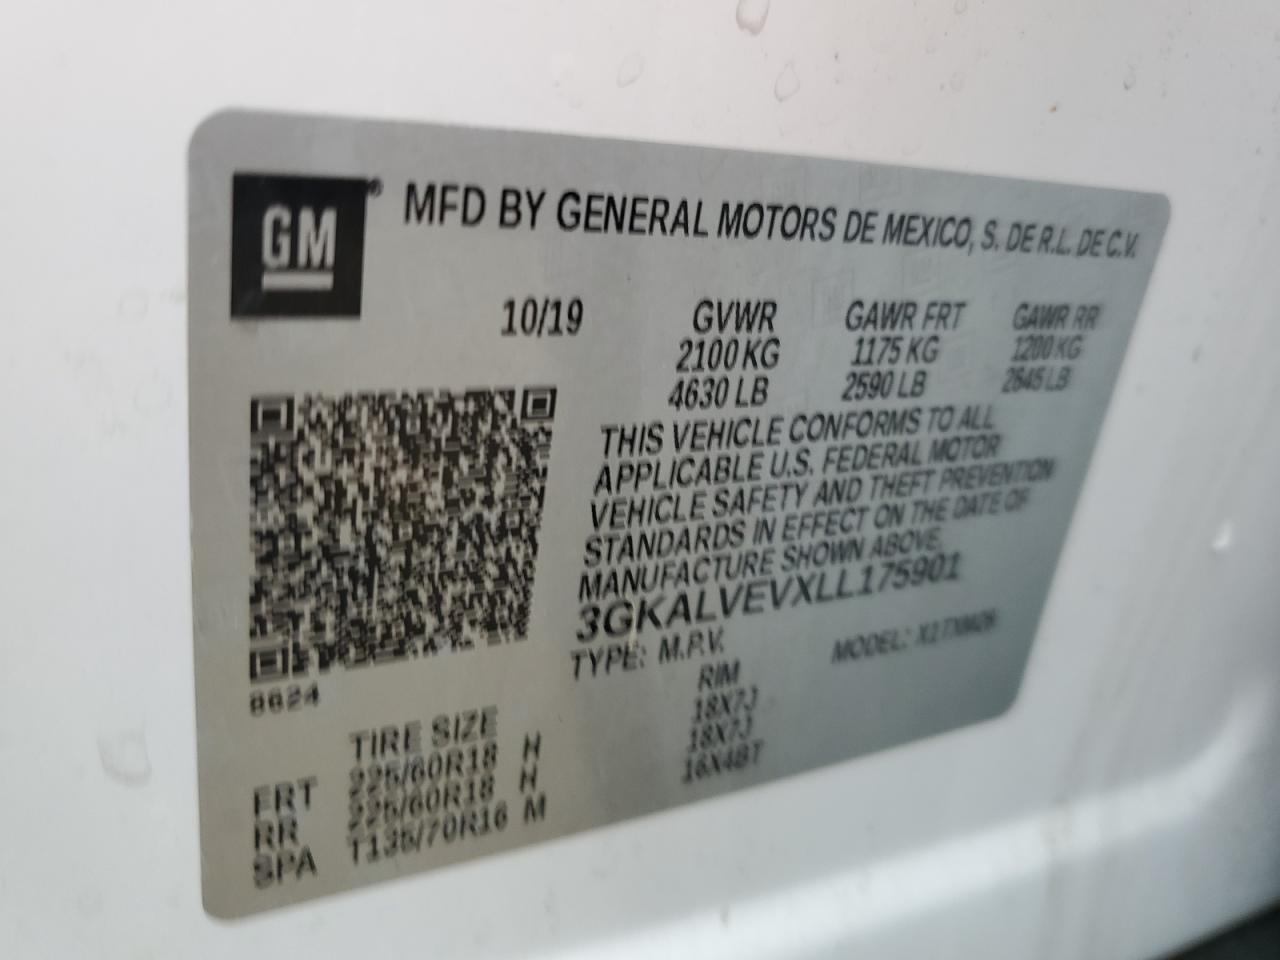 GM® MFD BY GENERAL MOTORS DE MEXICO, S. DE R.L. DE C.V.
10/19 GVWR GAWR FRT GAWR RR
2100 KG 1175 KG 1200 KG
4630 LB 2590 LB 2645 LB
THIS VEHICLE CONFORMS TO ALL
APPLICABLE U.S. FEDERAL MOTOR
VEHICLE SAFETY AND THEFT PREVENTION
STANDARDS IN EFFECT ON THE DATE OF
MANUFACTURE SHOWN ABOVE.
3GKALVEVXLL175901
TYPE: M.P.V. MODEL:
8624
TIRE SIZE RIM
FRT 225/60R18 H 18X7J
RR 225/60R18 H 18X7J
SPA T135/70R16 M 16X4BT